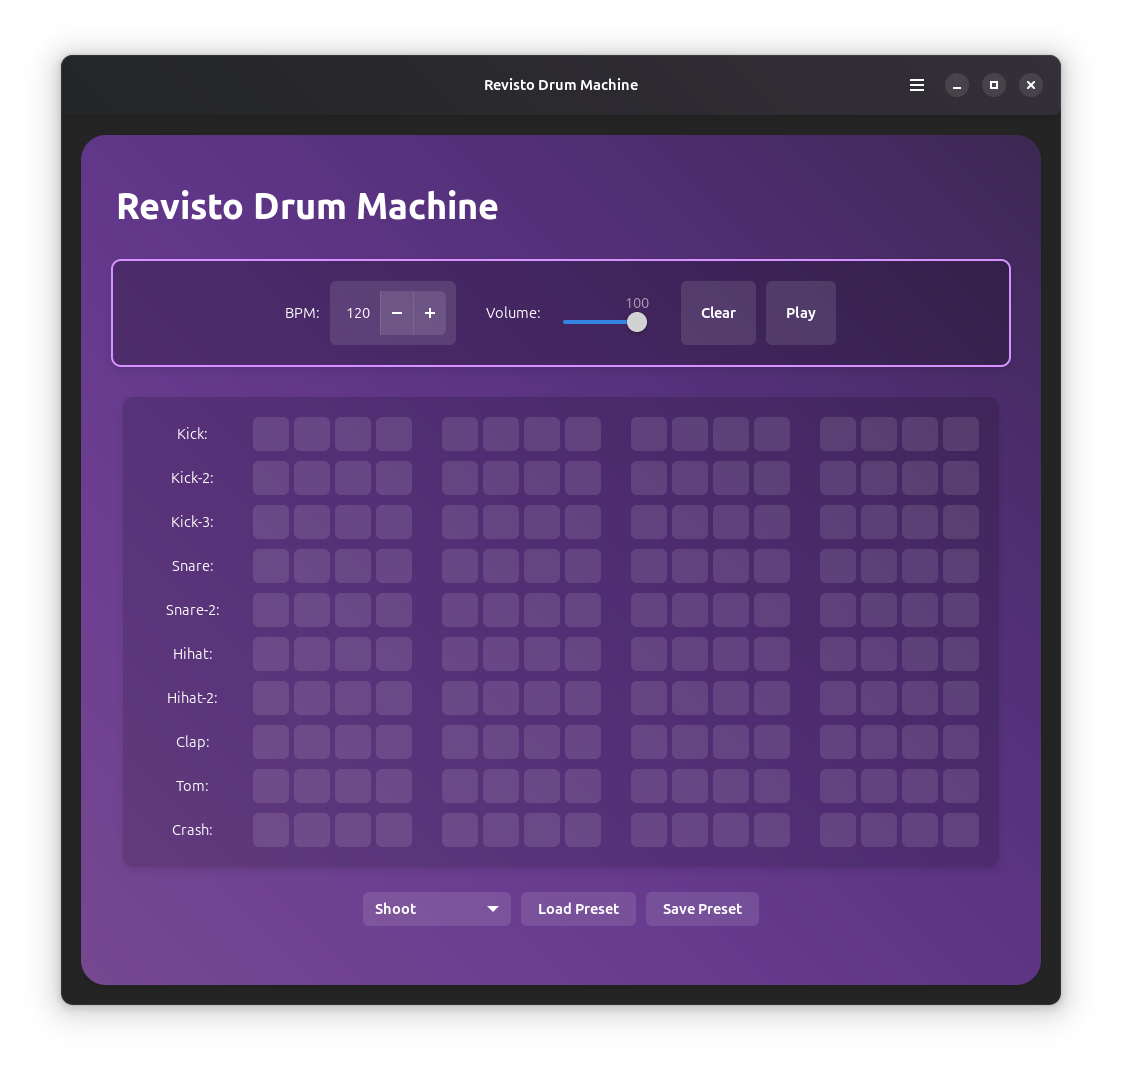 Revisto Drum Machine
Revisto Drum Machine
BPM: 120 Volume: 100 Clear Play
Kick:
Kick-2:
Kick-3:
Snare:
Snare-2:
Hihat:
Hihat-2:
Clap:
Tom:
Crash:
Shoot Load Preset Save Preset